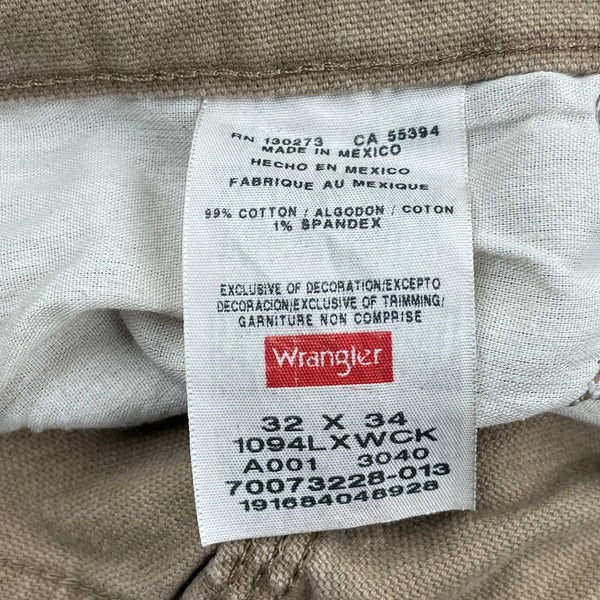 RN 130273 CA 55394
MADE IN MEXICO
HECHO EN MEXICO
FABRIQUE AU MEXIQUE
99% COTTON / ALGODON / COTON
1% SPANDEX
EXCLUSIVE OF DECORATION/EXCEPTO
DECORACION/EXCLUSIVE OF TRIMMING/
GARNITURE NON COMPRISE
Wrangler
32 X 34
1094LXWCK
A001 3040
70073228-013
191684048928